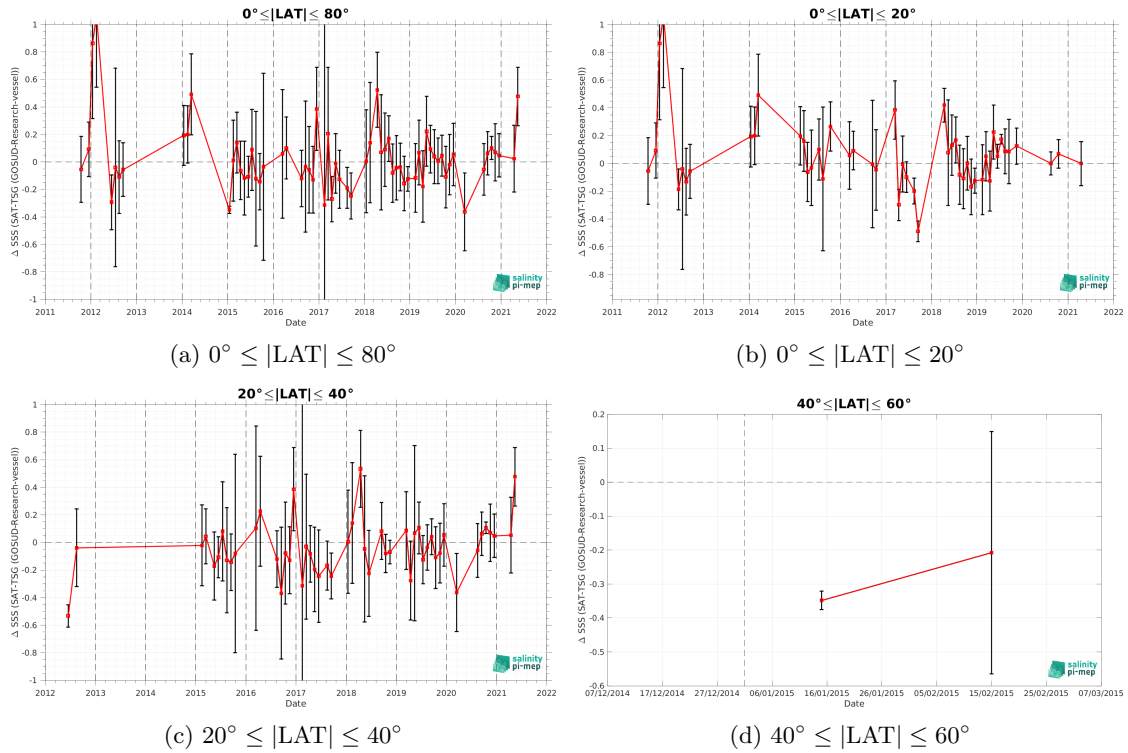 0°≤|LAT|≤ 80°
Δ SSS (SAT-TSG (GOSUD-Research-vessel))
1
0.8
0.6
0.4
0.2
0
-0.2
-0.4
-0.6
-0.8
-1
2011 2012 2013 2014 2015 2016 2017 2018 2019 2020 2021 2022
Date
salinity
pi-mep
(a) 0° ≤ |LAT| ≤ 80°
0°≤|LAT|≤ 20°
Δ SSS (SAT-TSG (GOSUD-Research-vessel))
1
0.8
0.6
0.4
0.2
0
-0.2
-0.4
-0.6
-0.8
2011 2012 2013 2014 2015 2016 2017 2018 2019 2020 2021 2022
Date
salinity
pi-mep
(b) 0° ≤ |LAT| ≤ 20°
20°≤|LAT|≤ 40°
Δ SSS (SAT-TSG (GOSUD-Research-vessel))
1
0.8
0.6
0.4
0.2
0
-0.2
-0.4
-0.6
-0.8
-1
2012 2013 2014 2015 2016 2017 2018 2019 2020 2021 2022
Date
salinity
pi-mep
(c) 20° ≤ |LAT| ≤ 40°
40°≤|LAT|≤ 60°
Δ SSS (SAT-TSG (GOSUD-Research-vessel))
0.2
0.1
0
-0.1
-0.2
-0.3
-0.4
-0.5
-0.6
07/12/2014 17/12/2014 27/12/2014 06/01/2015 16/01/2015 26/01/2015 05/02/2015 15/02/2015 25/02/2015 07/03/2015
Date
salinity
pi-mep
(d) 40° ≤ |LAT| ≤ 60°